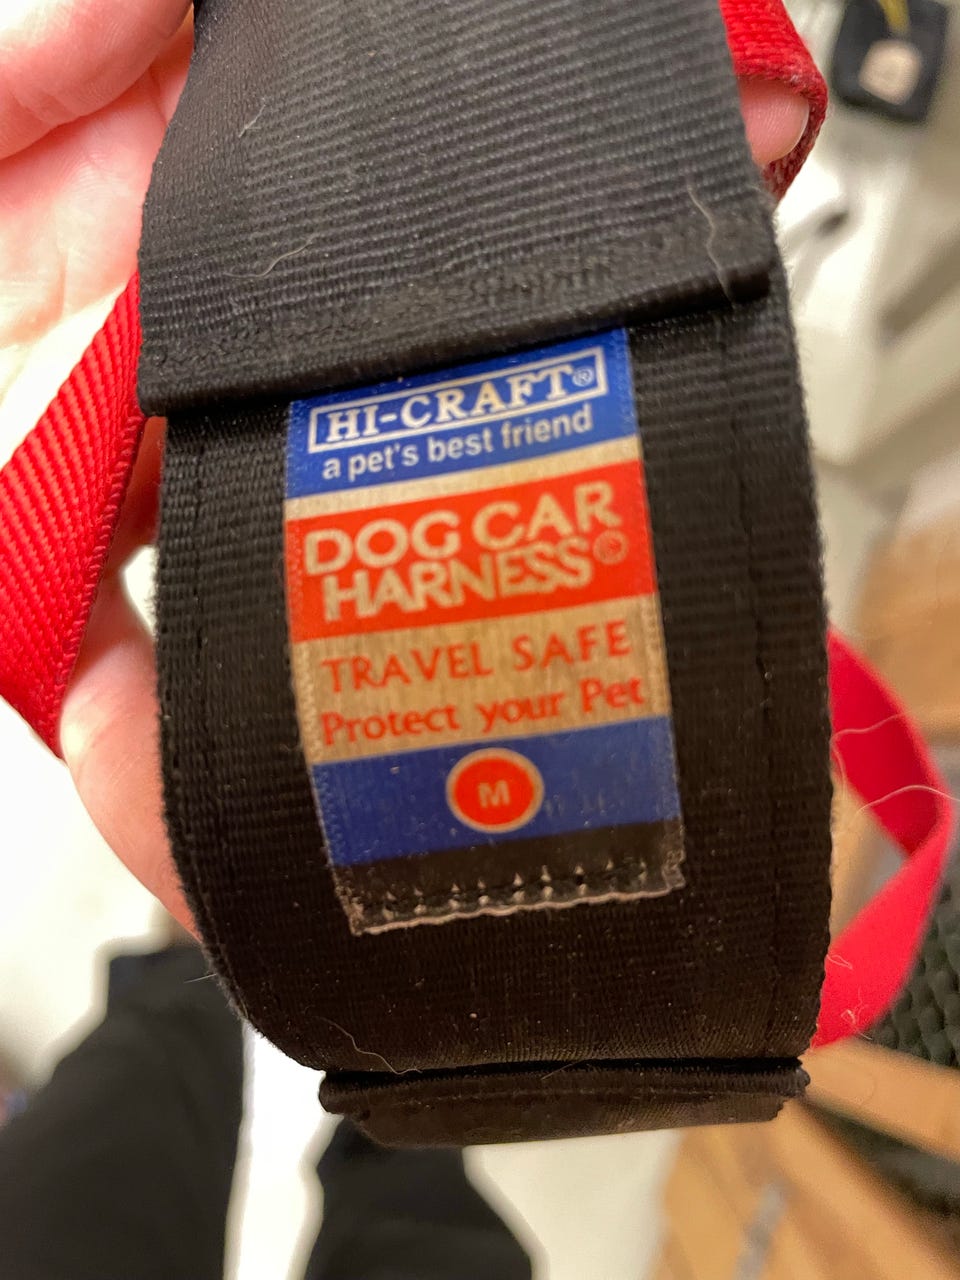 HI-CRAFT®
a pet's best friend
DOG CAR
HARNESS©
TRAVEL SAFE
Protect your Pet
M